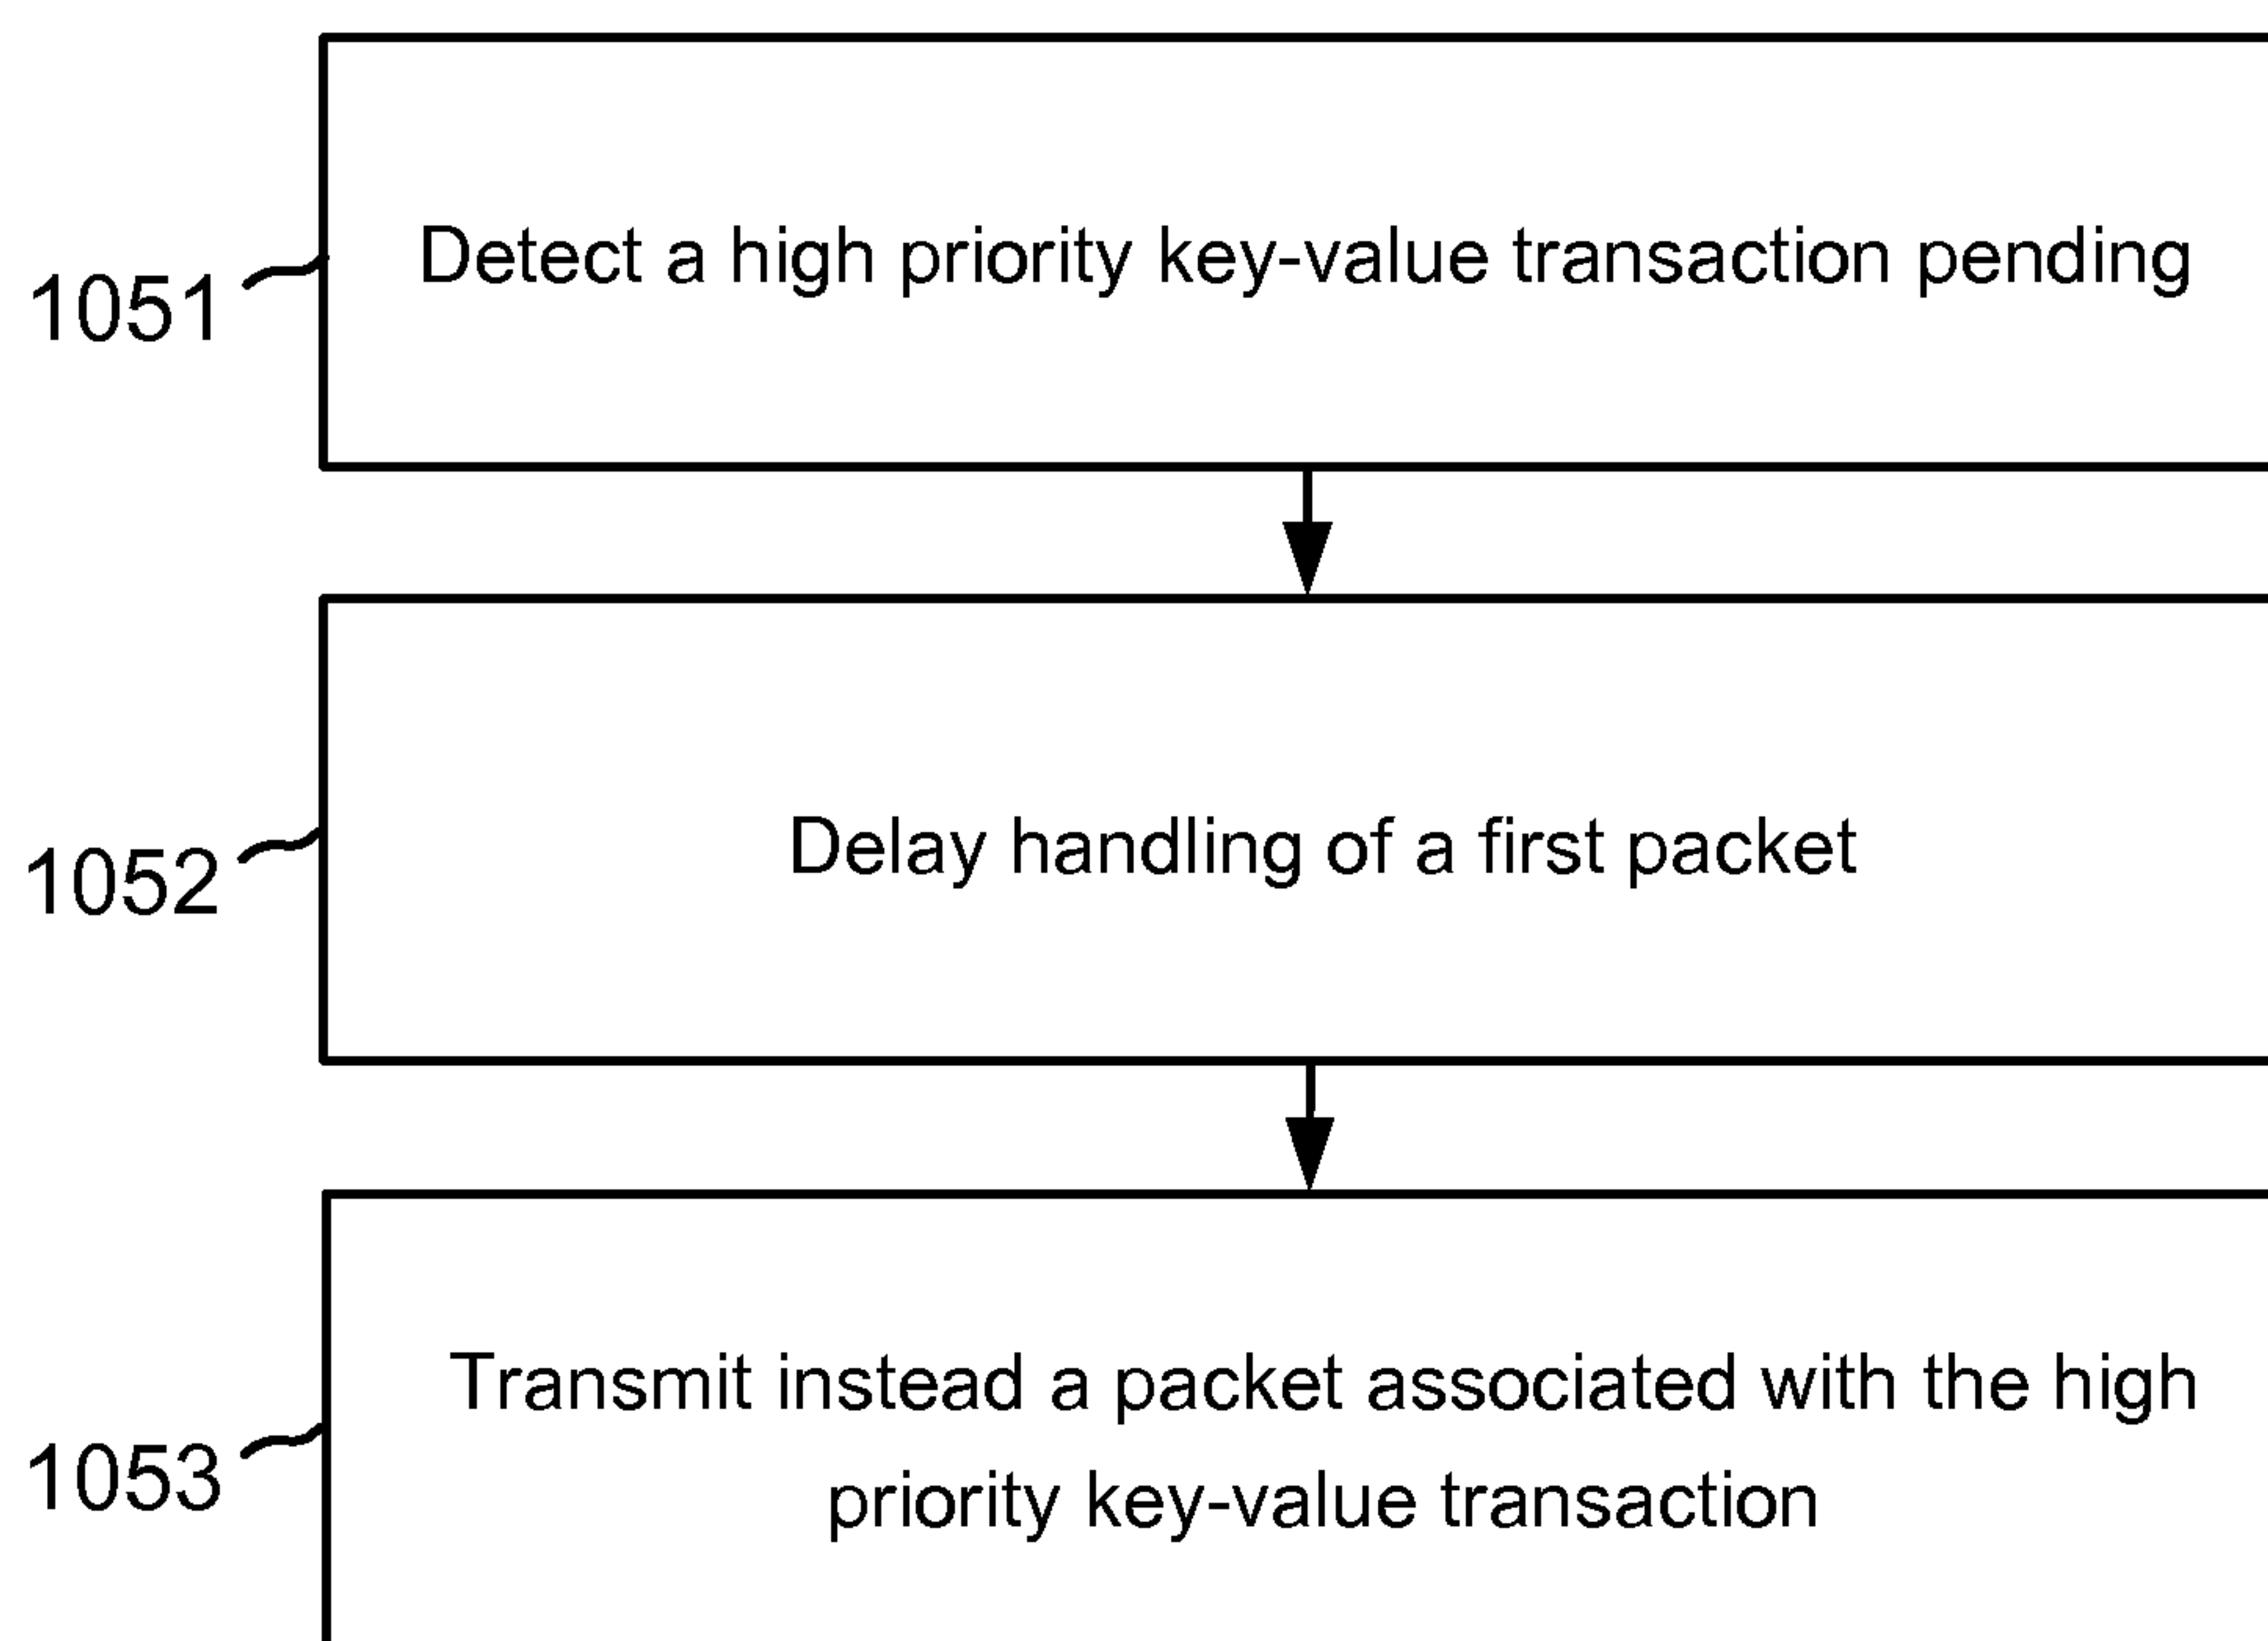 1051
Detect a high priority key-value transaction pending
1052
Delay handling of a first packet
1053
Transmit instead a packet associated with the high
priority key-value transaction